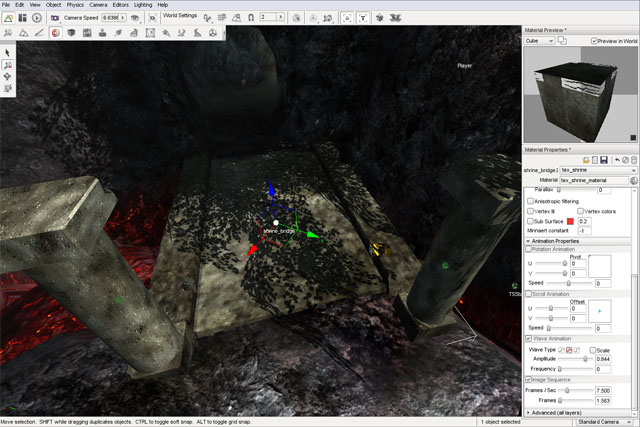 File Edit View Object Physics Camera Editors Lighting Help
Camera Speed 6.6386 World Settings 2
Material Preview *
Cube Preview in World
Player
Material Properties *
shrine_bridge.l tex_shrine
Material tex_shrine_material
Parallax 0
Anisotropic filtering
Vertex lit Vertex colors
Sub Surface 0.2
Minnaert constant -1
Animation Properties
Rotation Animation
Pivot
U 0
V 0
Speed 0
Scroll Animation
Offset
U 0
V 0
Speed 0
Wave Animation
Wave Type Scale
Amplitude 0.844
Frequency 0
Image Sequence
Frames / Sec 7.500
Frames 1.563
Advanced (all layers)
shrine_bridge
TSSta
Move selection. SHIFT while dragging duplicates objects. CTRL to toggle soft snap. ALT to toggle grid snap. 1 object selected Standard Camera